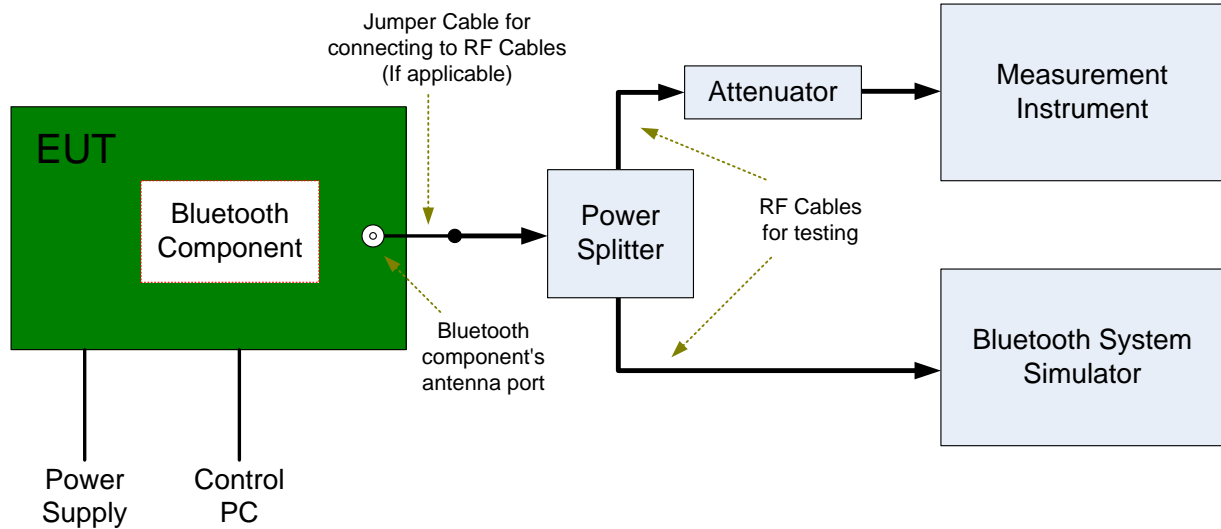 Jumper Cable for
connecting to RF Cables
(If applicable)
EUT
Bluetooth
Component
Bluetooth
component's
antenna port
Power
Splitter
Attenuator
RF Cables
for testing
Measurement
Instrument
Bluetooth System
Simulator
Power
Supply
Control
PC